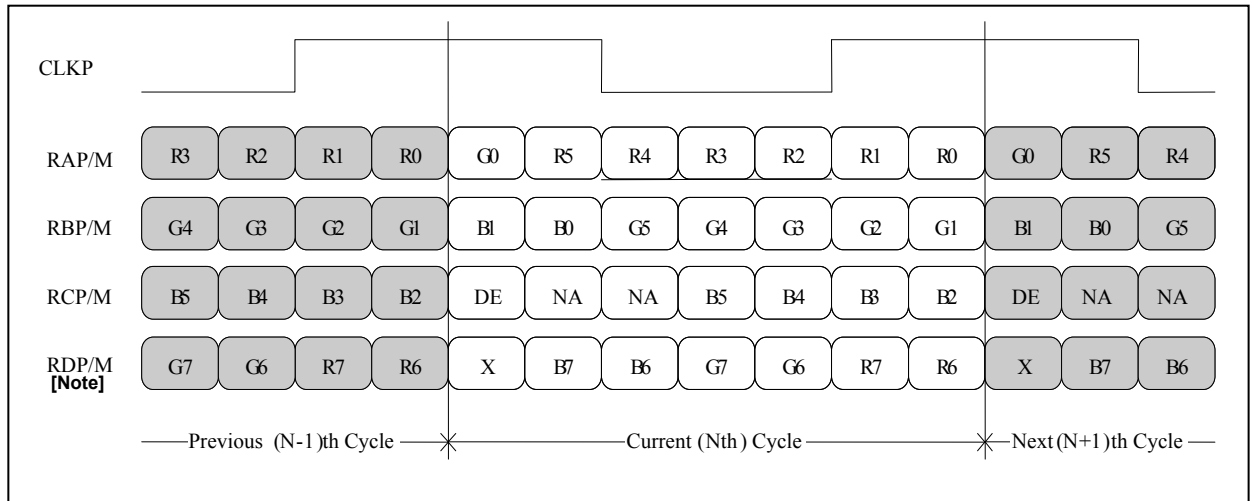 CLKP
RAP/M R3 R2 R1 R0 G0 R5 R4 R3 R2 R1 R0 G0 R5 R4
RBP/M G4 G3 G2 G1 B1 B0 G5 G4 G3 G2 G1 B1 B0 G5
RCP/M B5 B4 B3 B2 DE NA NA B5 B4 B3 B2 DE NA NA
RDP/M G7 G6 R7 R6 X B7 B6 G7 G6 R7 R6 X B7 B6
[Note]
Previous (N-1)th Cycle Current (Nth) Cycle Next (N+1)th Cycle